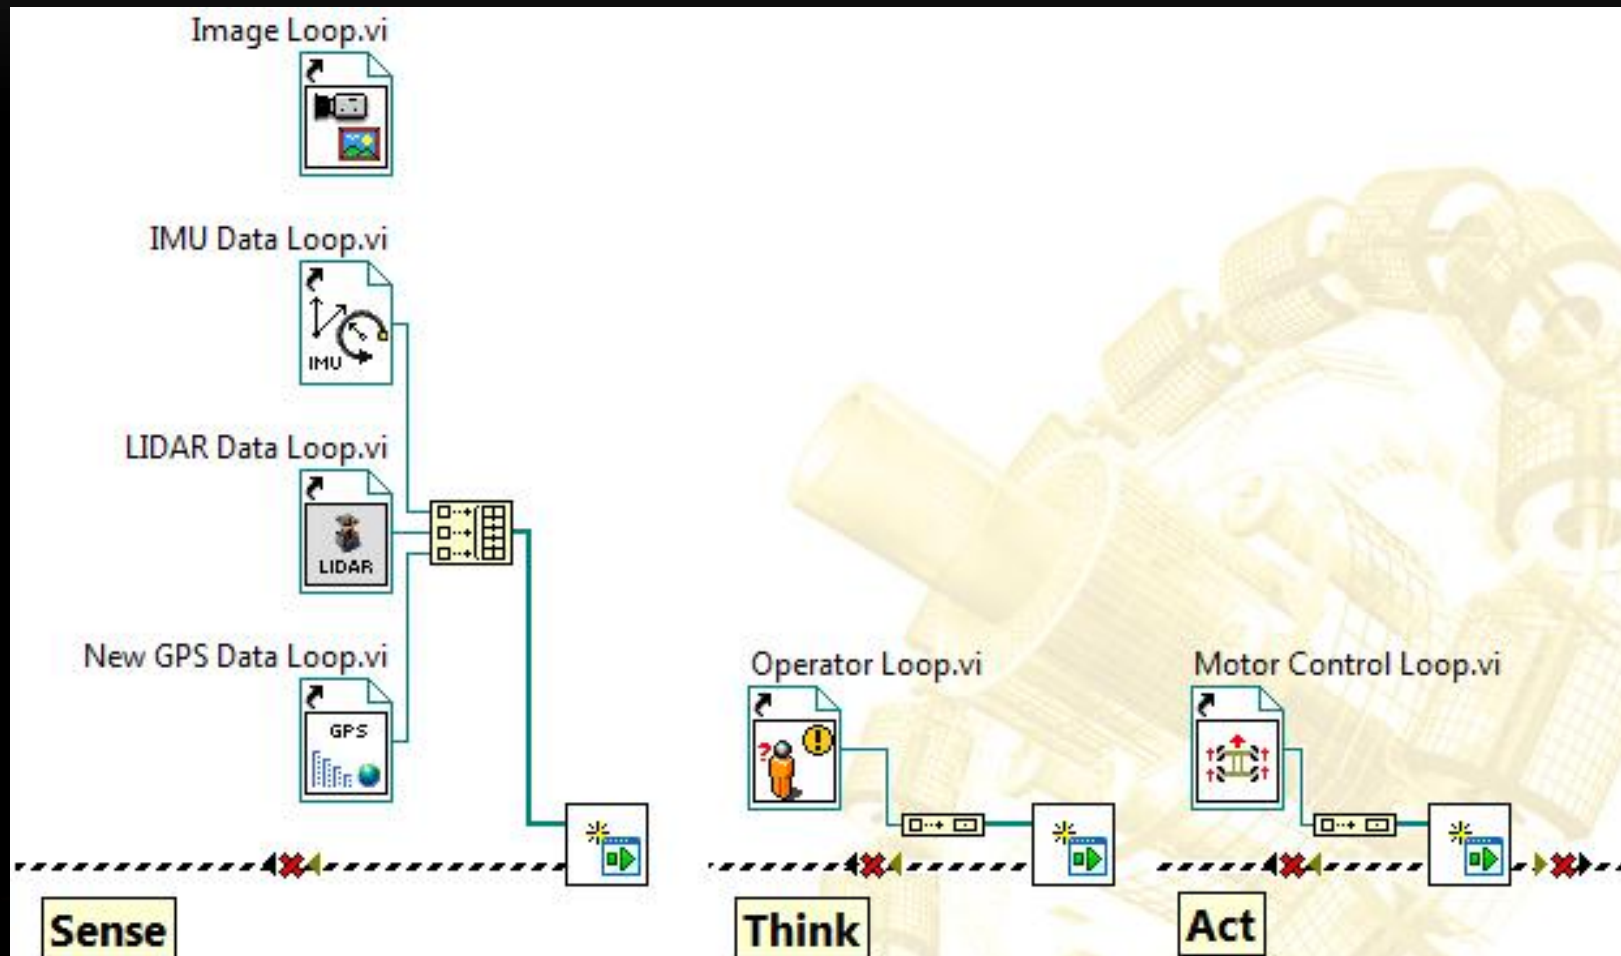 Image Loop.vi
IMU Data Loop.vi
IMU
LIDAR Data Loop.vi
LIDAR
New GPS Data Loop.vi
GPS
Operator Loop.vi
? !
Motor Control Loop.vi
Sense
Think
Act